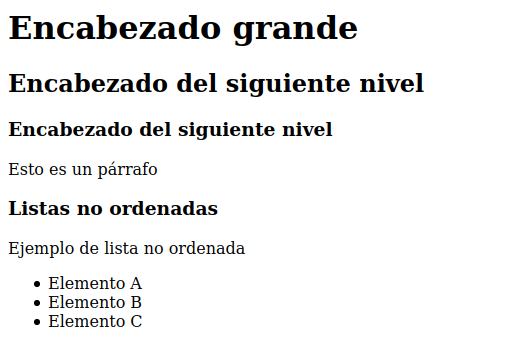 Encabezado grande
Encabezado del siguiente nivel
Encabezado del siguiente nivel
Esto es un párrafo
Listas no ordenadas
Ejemplo de lista no ordenada
• Elemento A
• Elemento B
• Elemento C